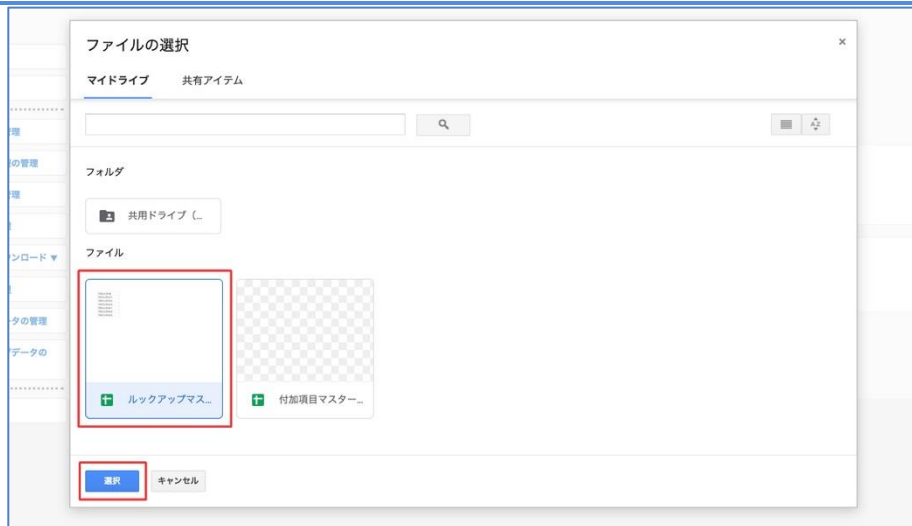 ファイルの選択
×
マイドライブ 共有アイテム
フォルダ
共用ドライブ（...
ファイル
ルックアップマス...
付加項目マスター...
選択 キャンセル
理
の管理
理
ンロード ▼
タの管理
データの